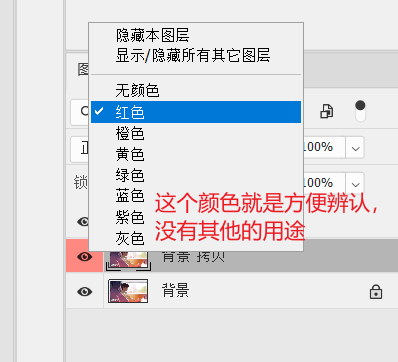 隐藏本图层
显示/隐藏所有其它图层
无颜色
红色
橙色
黄色
绿色
蓝色
紫色
灰色
这个颜色就是方便辨认，
没有其他的用途
图
正
100%
锁
100%
背景 拷贝
背景